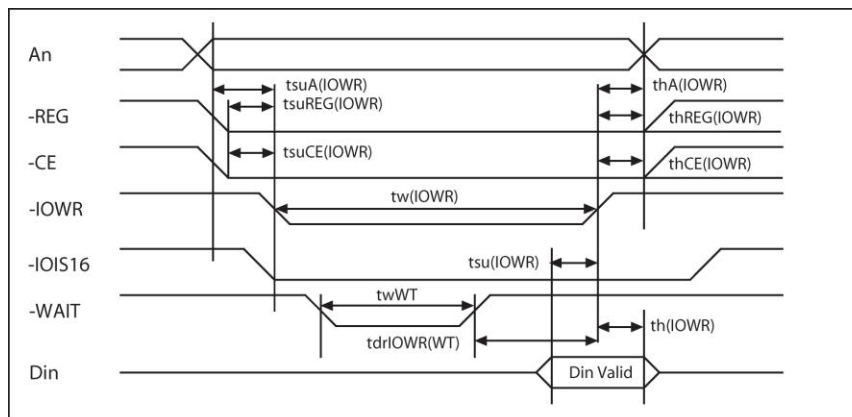 An
tsuA(IOWR)
thA(IOWR)
tsuREG(IOWR)
-REG
thREG(IOWR)
tsuCE(IOWR)
-CE
thCE(IOWR)
tw(IOWR)
-IOWR
tsu(IOWR)
-IOIS16
twWT
-WAIT
th(IOWR)
tdrIOWR(WT)
Din
Din Valid